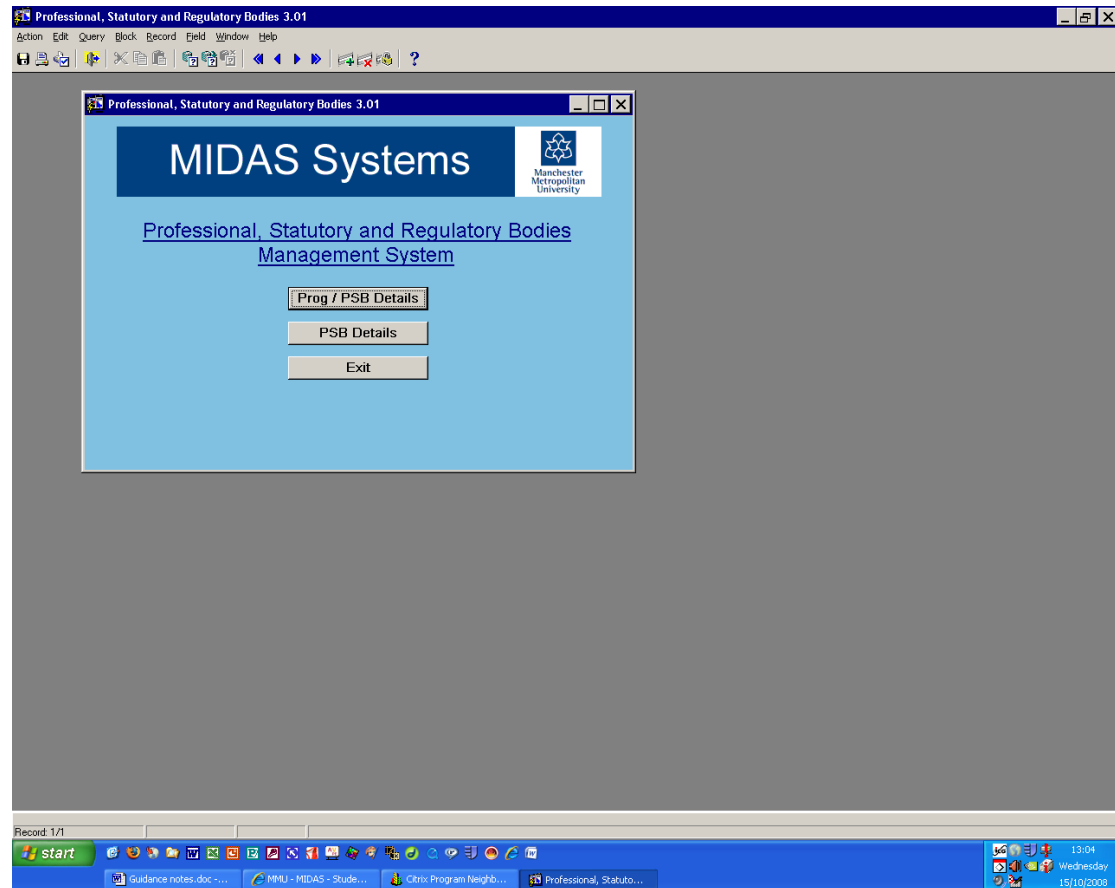 Professional, Statutory and Regulatory Bodies 3.01
Action Edit Query Block Record Field Window Help
Professional, Statutory and Regulatory Bodies 3.01
MIDAS Systems
Manchester
Metropolitan
University
Professional, Statutory and Regulatory Bodies
Management System
Prog / PSB Details
PSB Details
Exit
Record: 1/1
start
13:04
Wednesday
15/10/2008
Guidance notes.doc -...
MMU - MIDAS - Stude...
Citrix Program Neighb...
Professional, Statuto...